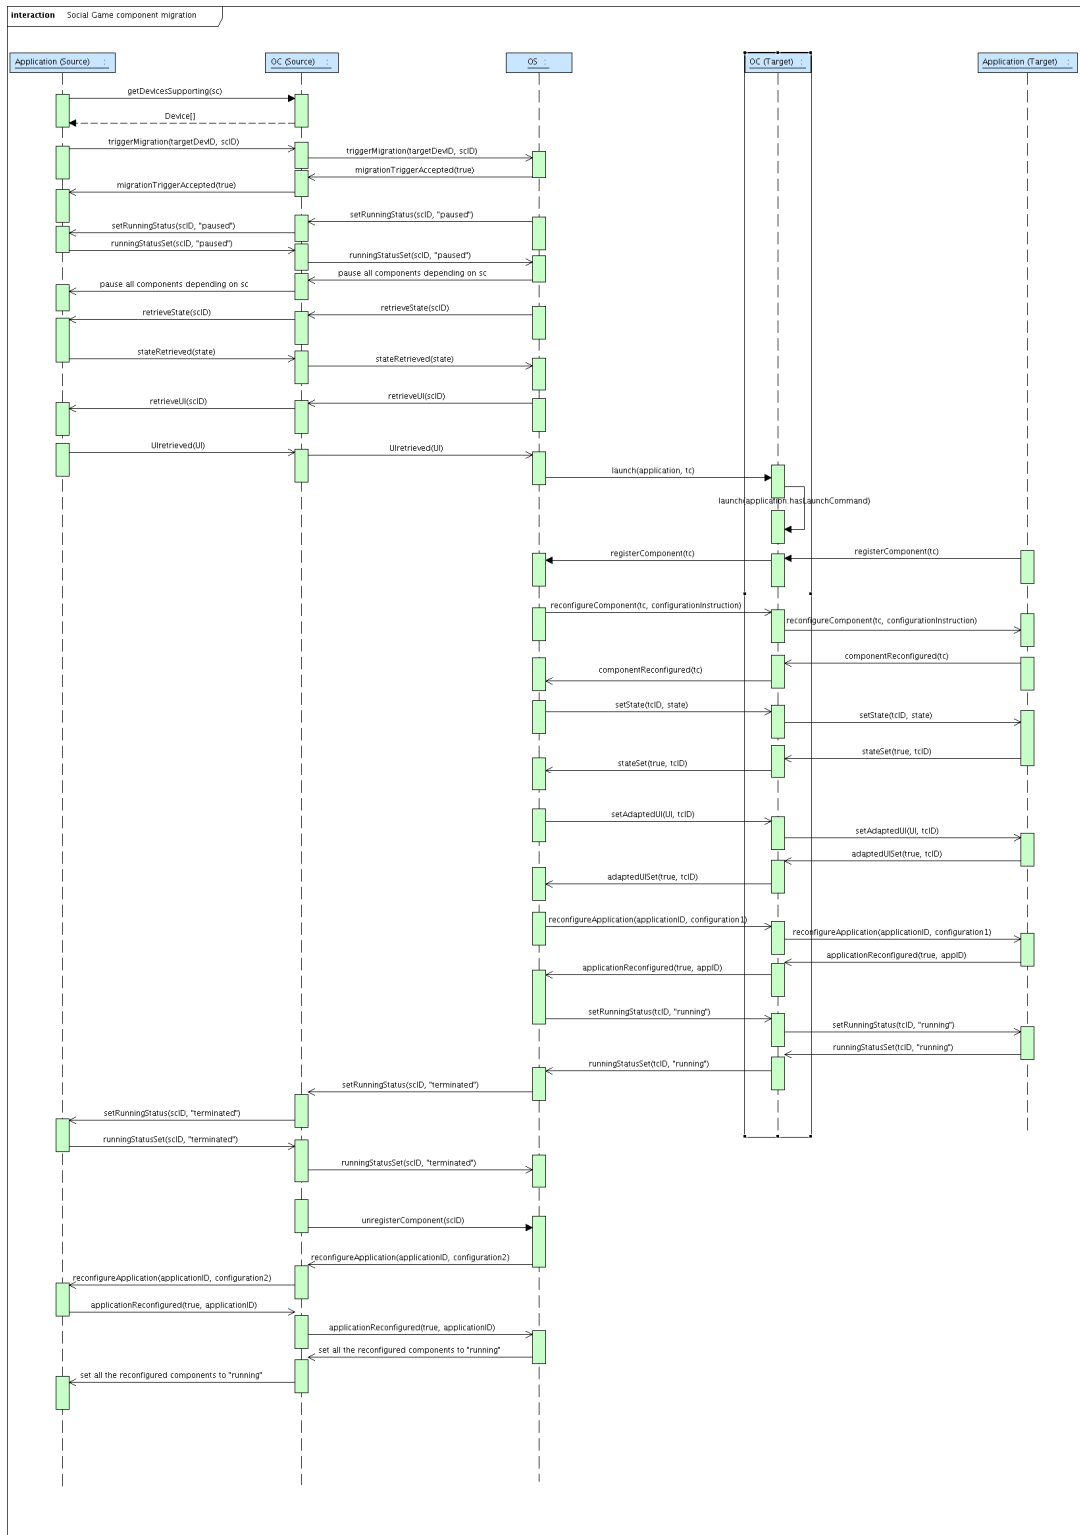 interaction Social Game component migration
Application (Source) :
OC (Source) :
OS :
OC (Target) :
Application (Target) :
getDevicesSupporting(sc)
Device[]
triggerMigration(targetDevID, scID)
triggerMigration(targetDevID, scID)
migrationTriggerAccepted(true)
migrationTriggerAccepted(true)
setRunningStatus(scID, "paused")
setRunningStatus(scID, "paused")
runningStatusSet(scID, "paused")
runningStatusSet(scID, "paused")
pause all components depending on sc
pause all components depending on sc
retrieveState(scID)
retrieveState(scID)
stateRetrieved(state)
stateRetrieved(state)
retrieveUI(scID)
retrieveUI(scID)
UIretrieved(UI)
UIretrieved(UI)
launch(application, tc)
launch(application.hasLaunchCommand)
registerComponent(tc)
registerComponent(tc)
reconfigureComponent(tc, configurationInstruction)
reconfigureComponent(tc, configurationInstruction)
componentReconfigured(tc)
componentReconfigured(tc)
setState(tcID, state)
setState(tcID, state)
stateSet(true, tcID)
stateSet(true, tcID)
setAdaptedUI(UI, tcID)
setAdaptedUI(UI, tcID)
adaptedUISet(true, tcID)
adaptedUISet(true, tcID)
reconfigureApplication(applicationID, configuration1)
reconfigureApplication(applicationID, configuration1)
applicationReconfigured(true, appID)
applicationReconfigured(true, appID)
setRunningStatus(tcID, "running")
setRunningStatus(tcID, "running")
runningStatusSet(tcID, "running")
runningStatusSet(tcID, "running")
setRunningStatus(scID, "terminated")
setRunningStatus(scID, "terminated")
runningStatusSet(scID, "terminated")
runningStatusSet(scID, "terminated")
unregisterComponent(scID)
reconfigureApplication(applicationID, configuration2)
reconfigureApplication(applicationID, configuration2)
applicationReconfigured(true, applicationID)
applicationReconfigured(true, applicationID)
set all the reconfigured components to "running"
set all the reconfigured components to "running"